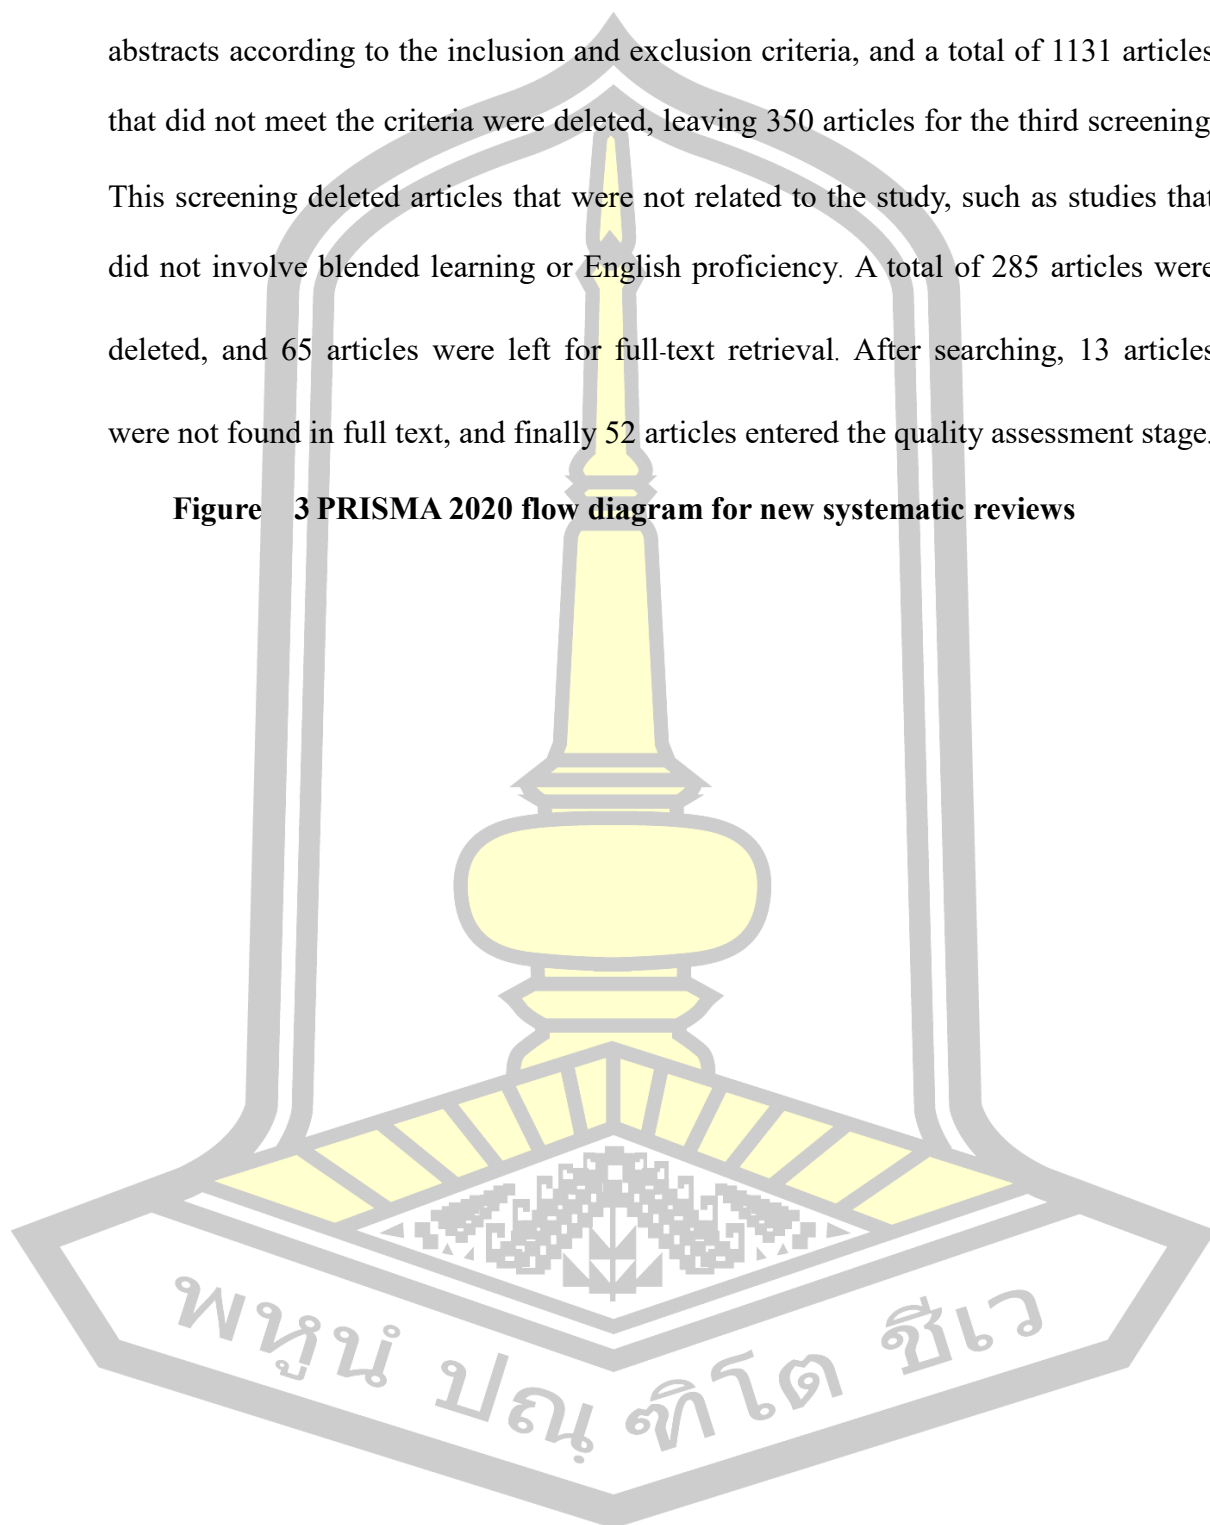 abstracts according to the inclusion and exclusion criteria, and a total of 1131 articles
that did not meet the criteria were deleted, leaving 350 articles for the third screening
This screening deleted articles that were not related to the study, such as studies that
did not involve blended learning or English proficiency. A total of 285 articles were
deleted, and 65 articles were left for full-text retrieval. After searching, 13 articles
were not found in full text, and finally 52 articles entered the quality assessment stage.
Figure 3 PRISMA 2020 flow diagram for new systematic reviews
พหูนํ ปณฺฑิโต ชีเว